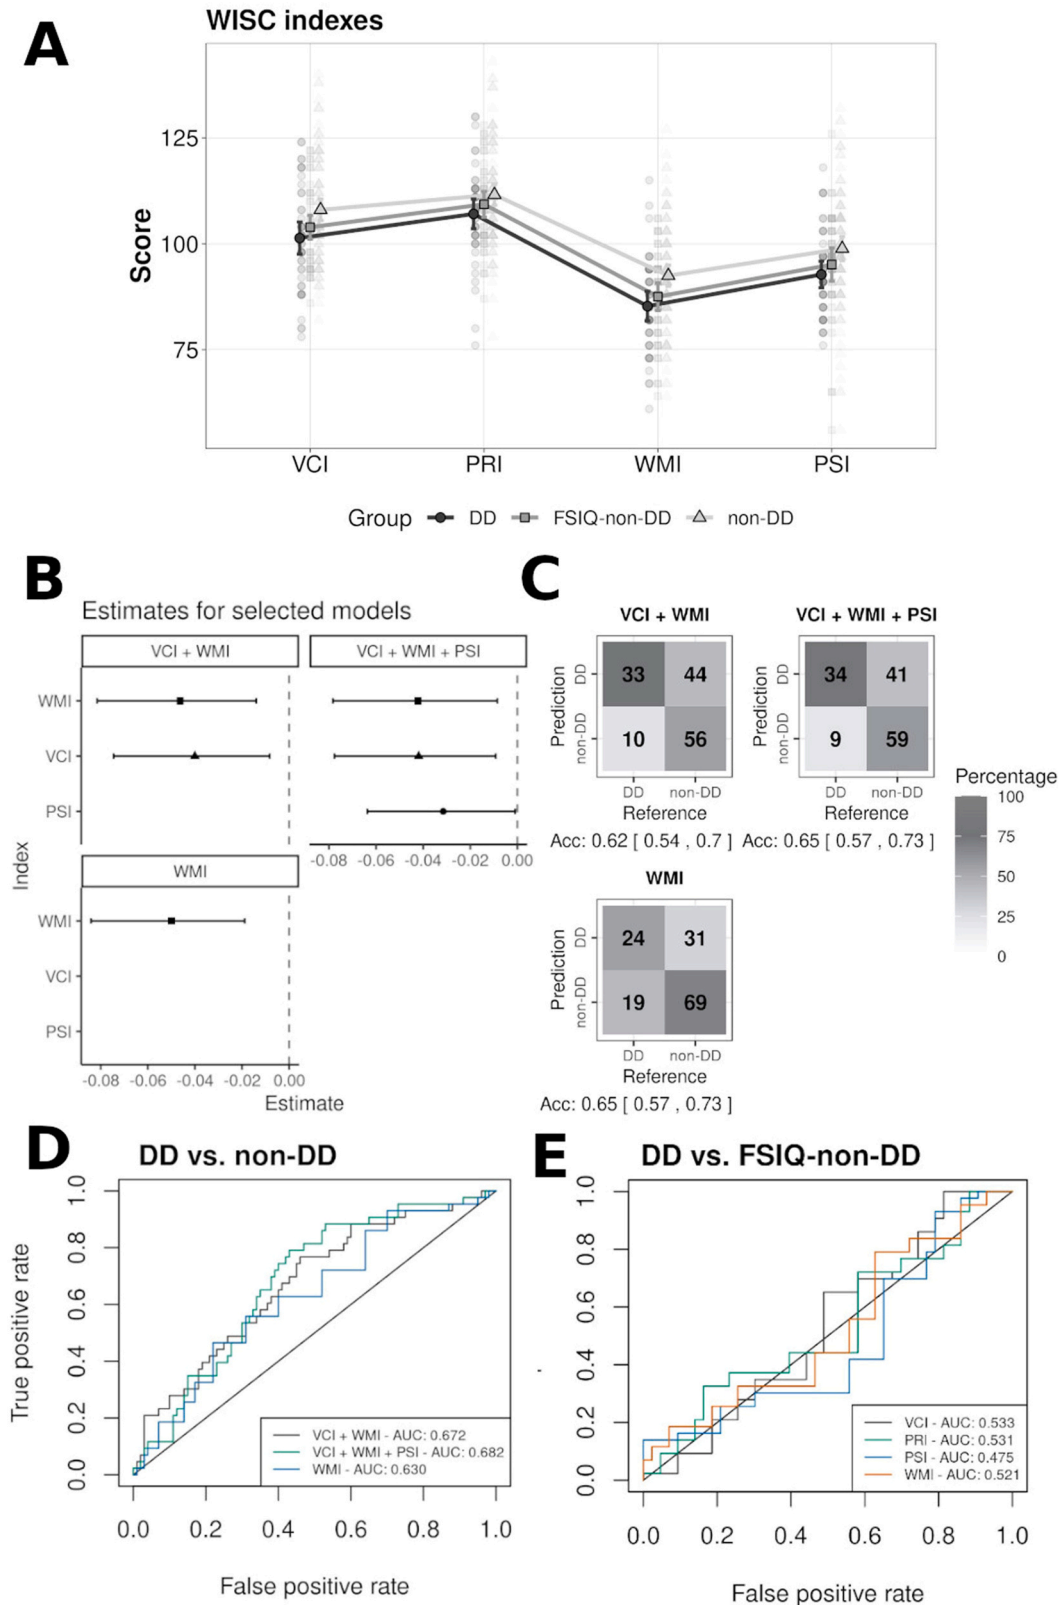 A
WISC indexes
Score
125
100
75
VCI PRI WMI PSI
Group DD FSIQ-non-DD non-DD
B
Estimates for selected models
VCI + WMI
VCI + WMI + PSI
Index
WMI
VCI
PSI
-0.08 -0.06 -0.04 -0.02 0.00
WMI
WMI
VCI
PSI
-0.08 -0.06 -0.04 -0.02 0.00
Estimate
C
VCI + WMI
Prediction
DD
non-DD
33 44
10 56
DD non-DD
Reference
Acc: 0.62 [ 0.54 , 0.7 ]
VCI + WMI + PSI
Prediction
DD
non-DD
34 41
9 59
DD non-DD
Reference
Acc: 0.65 [ 0.57 , 0.73 ]
WMI
Prediction
DD
non-DD
24 31
19 69
DD non-DD
Reference
Acc: 0.65 [ 0.57 , 0.73 ]
Percentage
100
75
50
25
0
D
DD vs. non-DD
True positive rate
1.0
0.8
0.6
0.4
0.2
0.0
VCI + WMI - AUC: 0.672
VCI + WMI + PSI - AUC: 0.682
WMI - AUC: 0.630
0.0 0.2 0.4 0.6 0.8 1.0
False positive rate
E
DD vs. FSIQ-non-DD
1.0
0.8
0.6
0.4
0.2
0.0
VCI - AUC: 0.533
PRI - AUC: 0.531
PSI - AUC: 0.475
WMI - AUC: 0.521
0.0 0.2 0.4 0.6 0.8 1.0
False positive rate